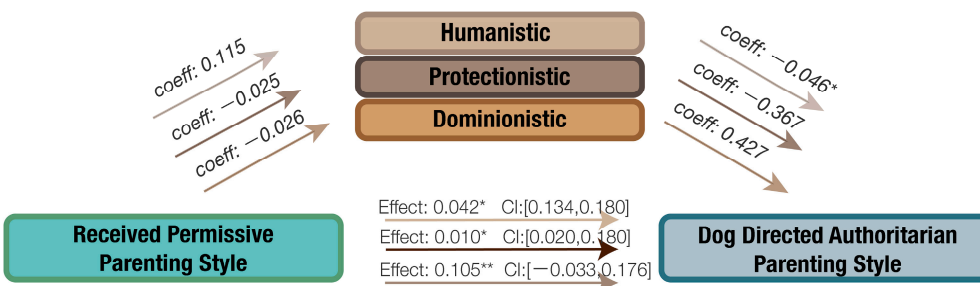 Humanistic
Protectionistic
Dominionistic
coeff: 0.115
coeff: −0.025
coeff: −0.026
coeff: −0.046*
coeff: −0.367
coeff: 0.427
Effect: 0.042* CI:[0.134,0.180]
Effect: 0.010* CI:[0.020,0.180]
Effect: 0.105** CI:[−0.033,0.176]
Received Permissive
Parenting Style
Dog Directed Authoritarian
Parenting Style